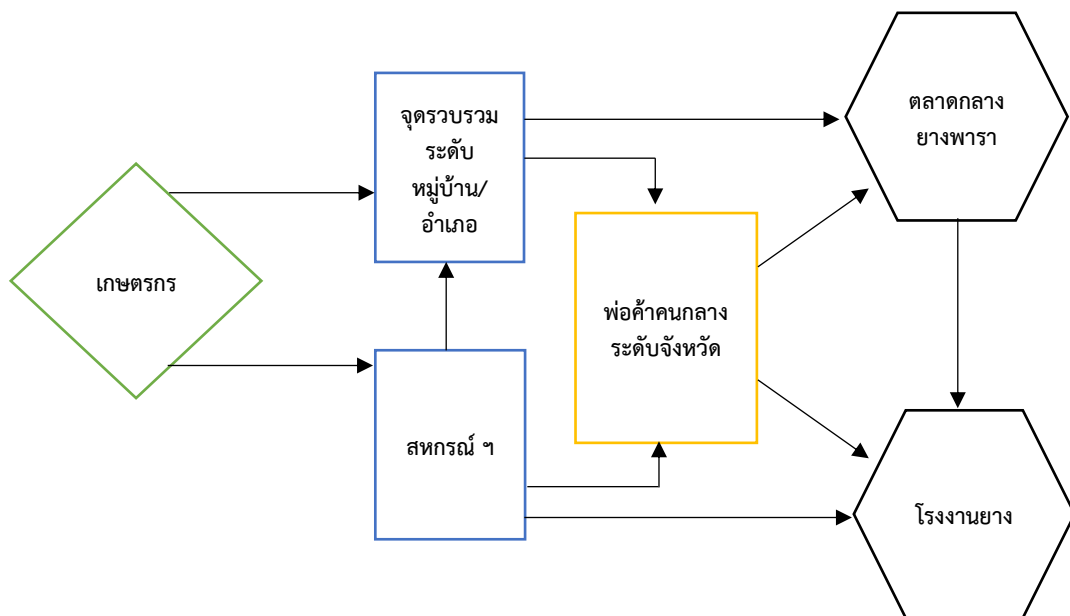 จุดรวบรวม
ระดับ
หมู่บ้าน/
อำเภอ
ตลาดกลาง
ยางพารา
เกษตรกร
พ่อค้าคนกลาง
ระดับจังหวัด
สหกรณ์ ฯ
โรงงานยาง